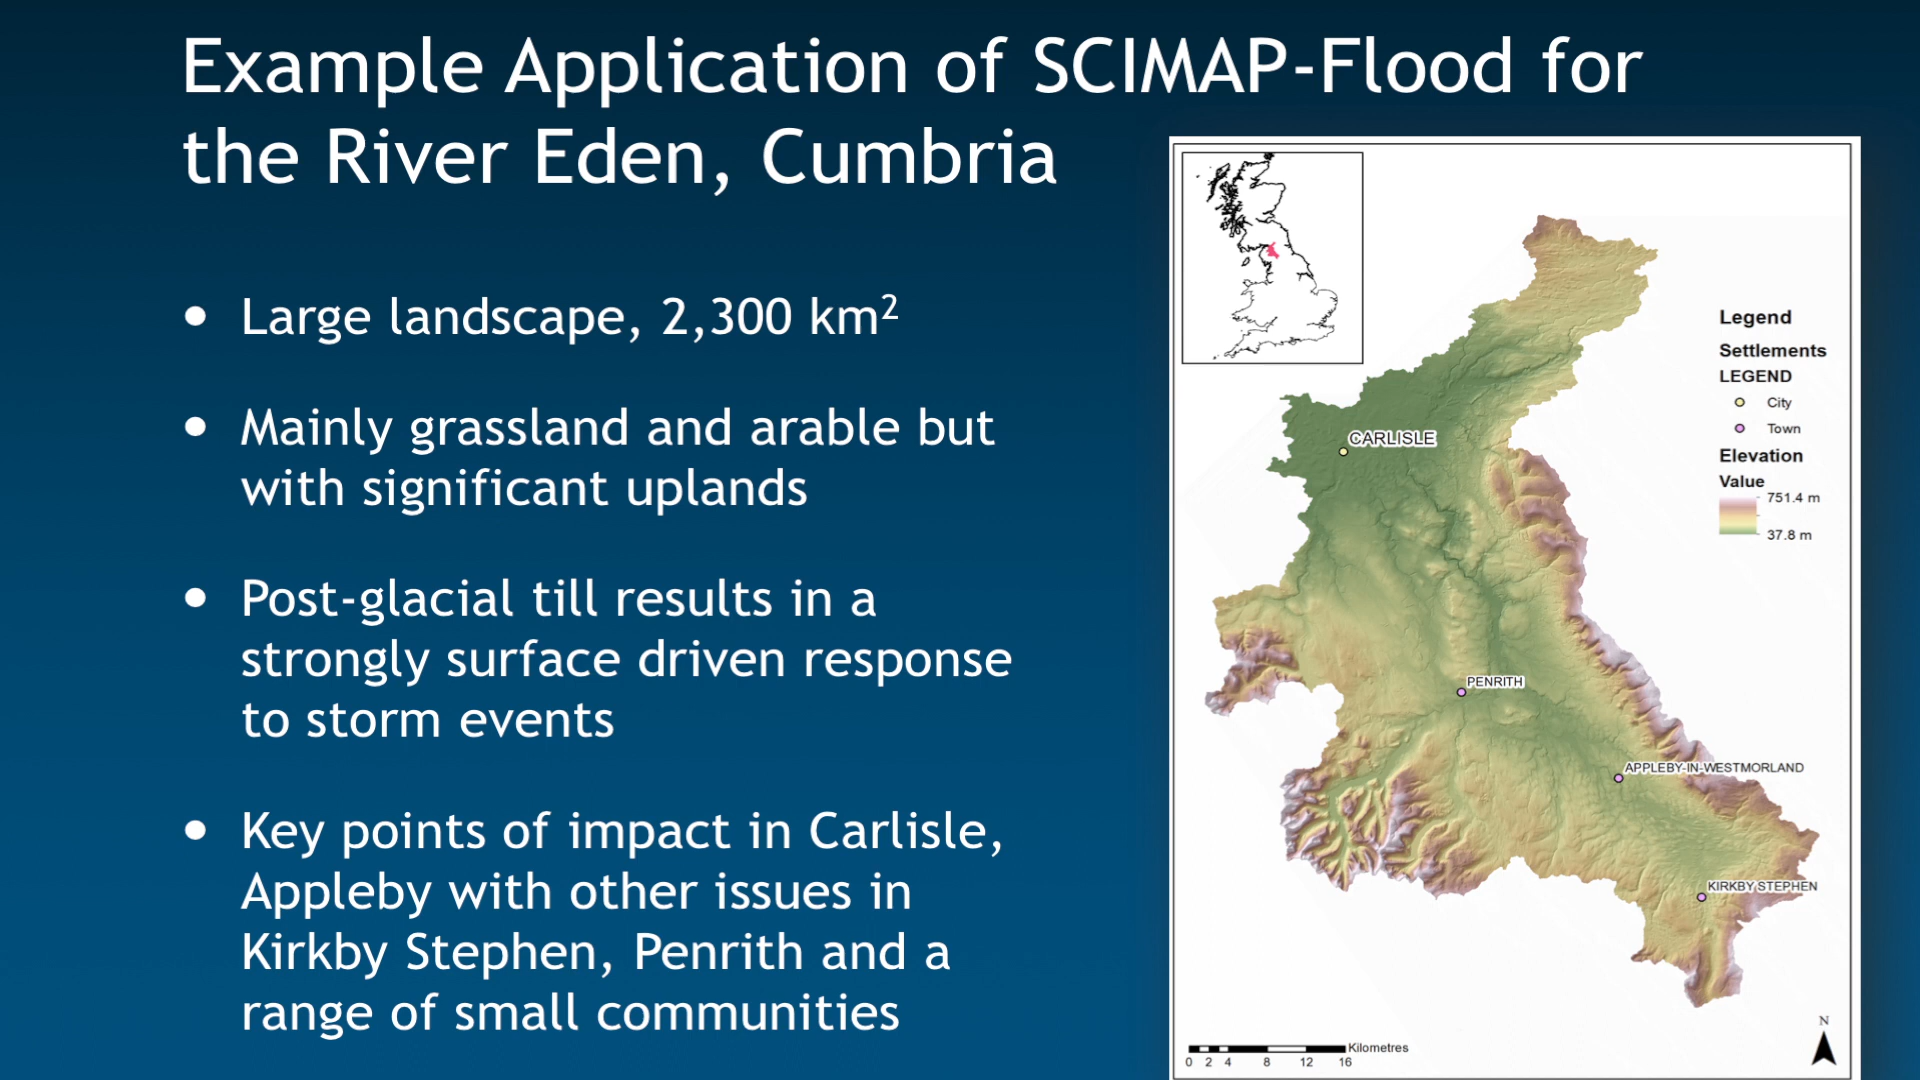 Example Application of SCIMAP-Flood for
the River Eden, Cumbria
• Large landscape, 2,300 km²
• Mainly grassland and arable but
with significant uplands
• Post-glacial till results in a
strongly surface driven response
to storm events
• Key points of impact in Carlisle,
Appleby with other issues in
Kirkby Stephen, Penrith and a
range of small communities
Legend
Settlements
LEGEND
City
Town
Elevation
Value
751.4 m
37.8 m
CARLISLE
PENRITH
APPLEBY-IN-WESTMORLAND
KIRKBY STEPHEN
N
Kilometres
0 2 4 8 12 16